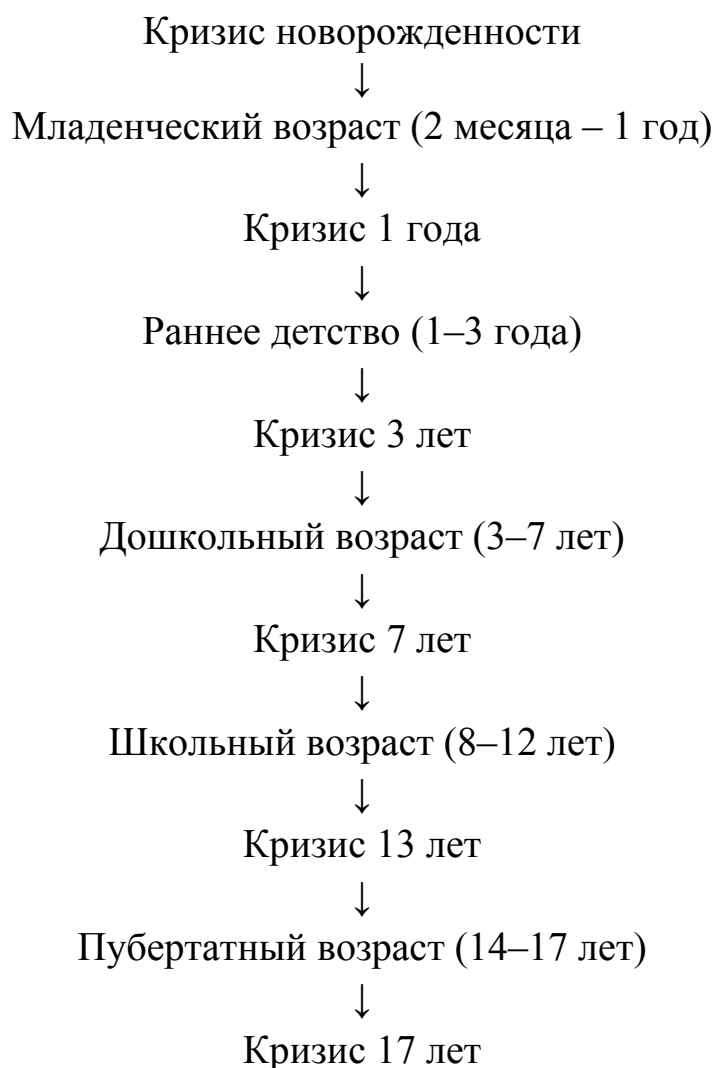 Кризис новорожденности
↓
Младенческий возраст (2 месяца – 1 год)
↓
Кризис 1 года
↓
Раннее детство (1–3 года)
↓
Кризис 3 лет
↓
Дошкольный возраст (3–7 лет)
↓
Кризис 7 лет
↓
Школьный возраст (8–12 лет)
↓
Кризис 13 лет
↓
Пубертатный возраст (14–17 лет)
↓
Кризис 17 лет